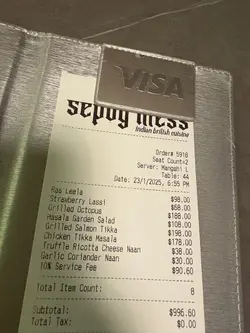 VISA
sepoy mess
Indian british cuisine
Order# 5918
Seat Count#2
Server: Mangshi L
Table: 44
Date: 23/1/2025, 6:55 PM
Ras Leela $98.00
Strawberry Lassi $68.00
Grilled Octopus $188.00
Masala Garden Salad $108.00
Grilled Salmon Tikka $198.00
Chicken Tikka Masala $178.00
Truffle Ricotta Cheese Naan $38.00
Garlic Coriander Naan $30.00
10% Service Fee $90.60
Total Item Count: 8
Subtotal: $996.60
Total Tax: $0.00